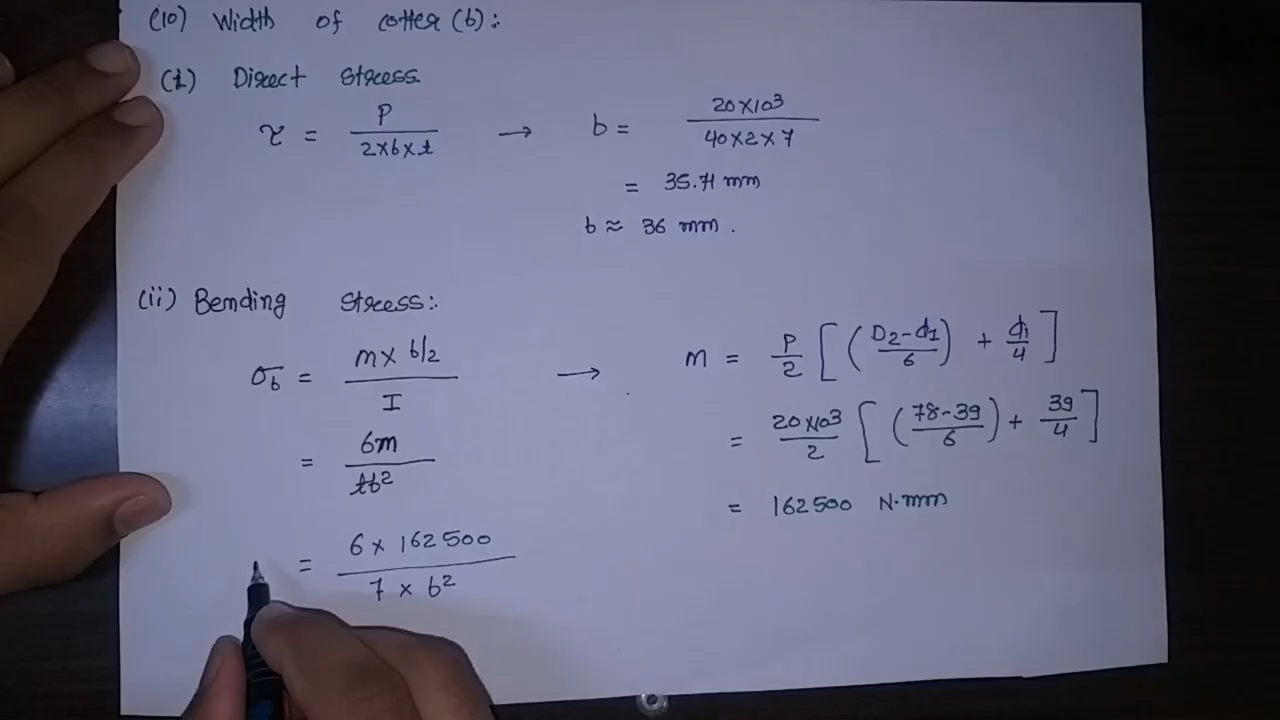 (10) Width of cotter (b):
(i) Direct Stress
τ = P / 2×b×t → b = 20×10³ / 40×2×7
= 35.71 mm
b ≈ 36 mm.
(ii) Bending Stress:
σb = m× b/2 / I → m = P/2 [ (D2-d1 / 6) + d1/4 ]
= 6m / tb² = 20×10³ / 2 [ (78-39 / 6) + 39/4 ]
= 162500 N·mm
= 6 × 162500 / 7 × b²